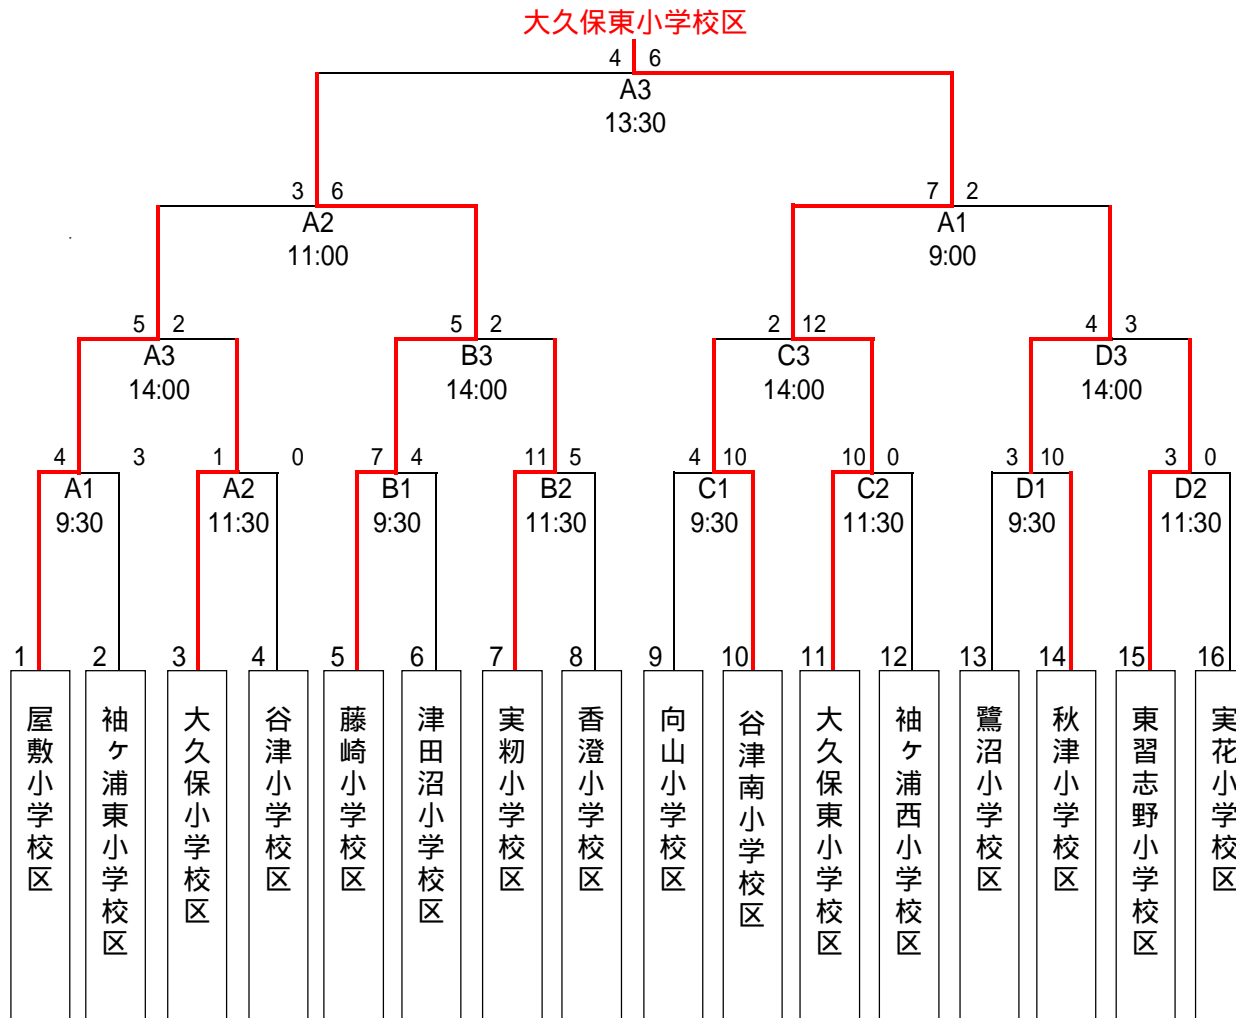 大久保東小学校区
4 6
A3
13:30
3 6
7 2
A2
A1
11:00
9:00
5 2
5 2
2 12
4 3
A3
B3
C3
D3
14:00
14:00
14:00
14:00
4 3
1 0
7 4
11 5
4 10
10 0
3 10
3 0
A1
A2
B1
B2
C1
C2
D1
D2
9:30
11:30
9:30
11:30
9:30
11:30
9:30
11:30
1
2
3
4
5
6
7
8
9
10
11
12
13
14
15
16
屋敷小学校区
袖ヶ浦東小学校区
大久保小学校区
谷津小学校区
藤崎小学校区
津田沼小学校区
実籾小学校区
香澄小学校区
向山小学校区
谷津南小学校区
大久保東小学校区
袖ヶ浦西小学校区
鷺沼小学校区
秋津小学校区
東習志野小学校区
実花小学校区